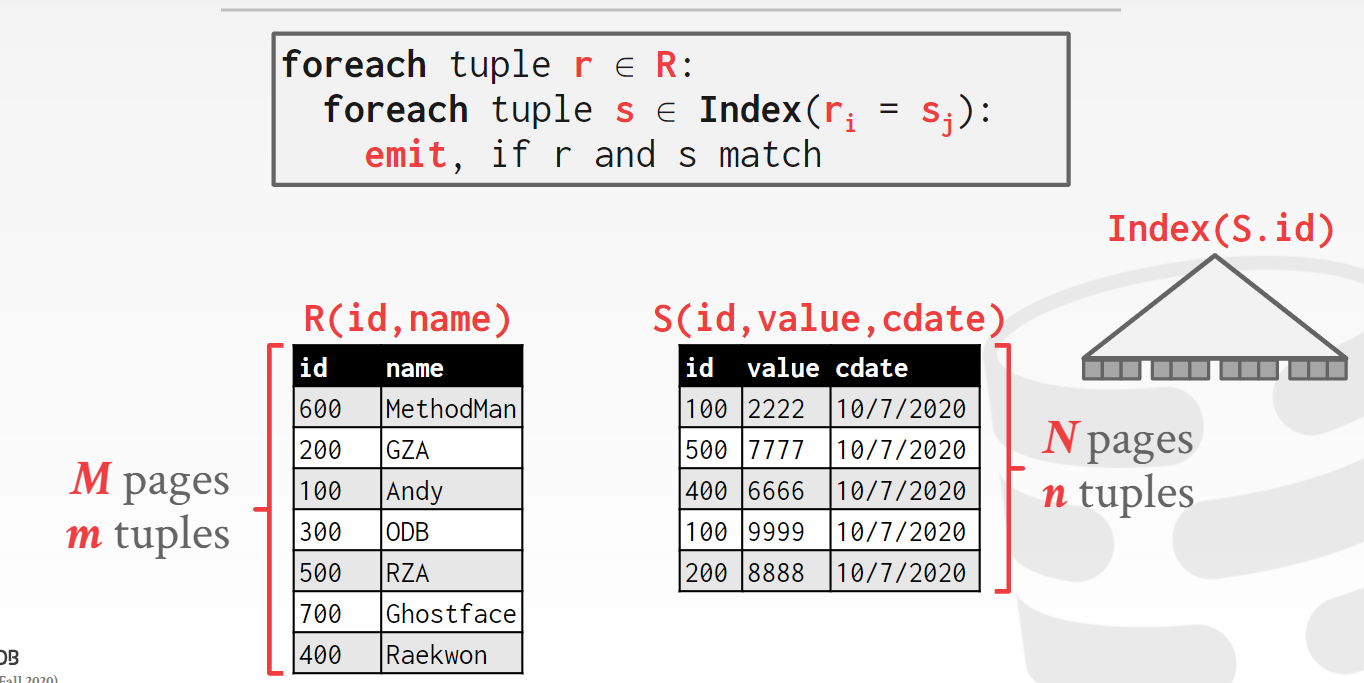 foreach tuple r ∈ R:
foreach tuple s ∈ Index(ri = sj):
emit, if r and s match
Index(S.id)
R(id,name)
id name
600 MethodMan
200 GZA
100 Andy
300 ODB
500 RZA
700 Ghostface
400 Raekwon
M pages
m tuples
S(id,value,cdate)
id value cdate
100 2222 10/7/2020
500 7777 10/7/2020
400 6666 10/7/2020
100 9999 10/7/2020
200 8888 10/7/2020
N pages
n tuples
DB
Fall 2020)